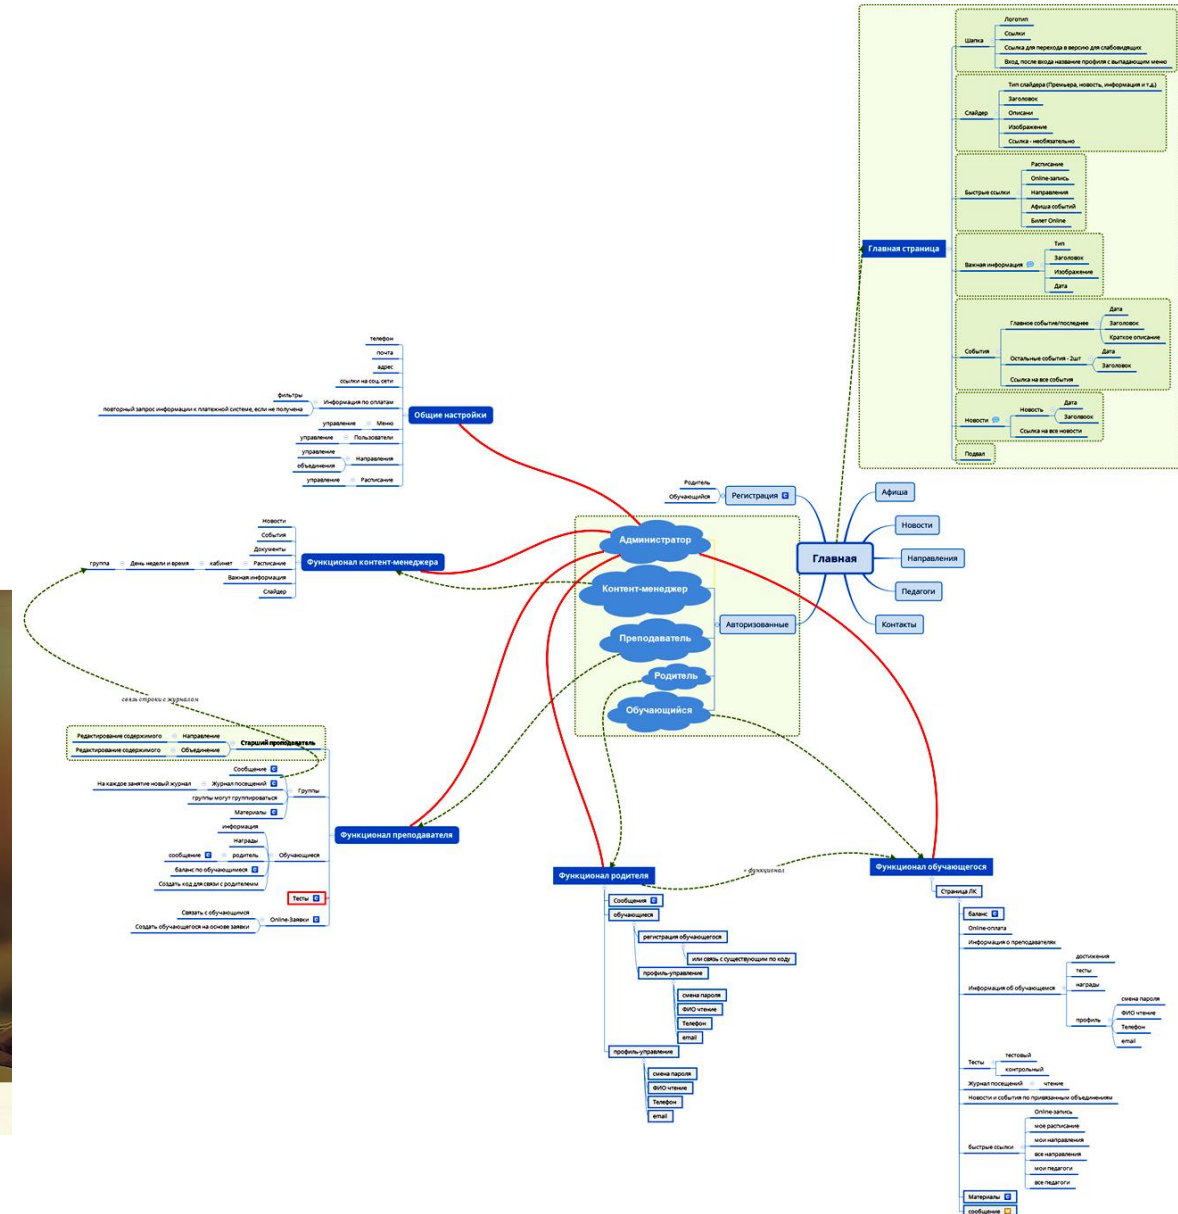 Логотип
Ссылки
Шапка
Ссылка для перехода в версию для слабовидящих
Вход, после входа название профиля с выпадающим меню
Тип слайдера (Премьера, новость, информация и т.д.)
Заголовок
Слайдер
Описани
Изображение
Ссылка - необязательно
Расписание
Online-запись
Быстрые ссылки
Направления
Афиша событий
Билет Online
Главная страница
Тип
Заголовок
Важная информация
Изображение
Дата
Дата
Главное событие/последнее
Заголовок
Краткое описание
События
Остальные события - 2шт
Дата
Заголовок
Ссылка на все события
Дата
Новость
Заголовок
Новости
Ссылка на все новости
Подвал
телефон
почта
адрес
ссылки на соц. сети
фильтры
Информация по оплатам
повторный запрос информации к платежной системе, если не получена
Общие настройки
управление
Меню
управление
Пользователи
управление
Направления
объединения
управление
Расписание
Родитель
Обучающийся
Регистрация
Афиша
Новости
Главная
Направления
Педагоги
Контакты
Администратор
Контент-менеджер
Преподаватель
Авторизованные
Родитель
Обучающийся
Новости
События
Документы
Функционал контент-менеджера
группа
День недели и время
кабинет
Расписание
Важная информация
Слайдер
связь строки с журналом
Редактирование содержимого
Направление
Старший преподаватель
Редактирование содержимого
Объединение
Сообщение
На каждое занятие новый журнал
Журнал посещений
Группы
группы могут группироваться
Материалы
Функционал преподавателя
информация
Награды
сообщение
родитель
Обучающиеся
баланс по обучающимся
Создать код для связи с родителем
Тесты
Связать с обучающимся
Online-Заявки
Создать обучающегося на основе заявки
Функционал родителя
+ функционал
Сообщения
обучающиеся
регистрация обучающегося
или связь с существующим по коду
профиль-управление
смена пароля
ФИО чтение
Телефон
email
профиль-управление
смена пароля
ФИО чтение
Телефон
email
Функционал обучающегося
Страница ЛК
баланс
Online-оплата
Информация о преподавателях
достижения
тесты
Информация об обучающемся
награды
смена пароля
ФИО чтение
профиль
Телефон
email
тестовый
Тесты
контрольный
Журнал посещений
чтение
Новости и события по привязанным объединениям
Online-запись
мое расписание
мои направления
быстрые ссылки
все направления
мои педагоги
все педагоги
Материалы
сообщение